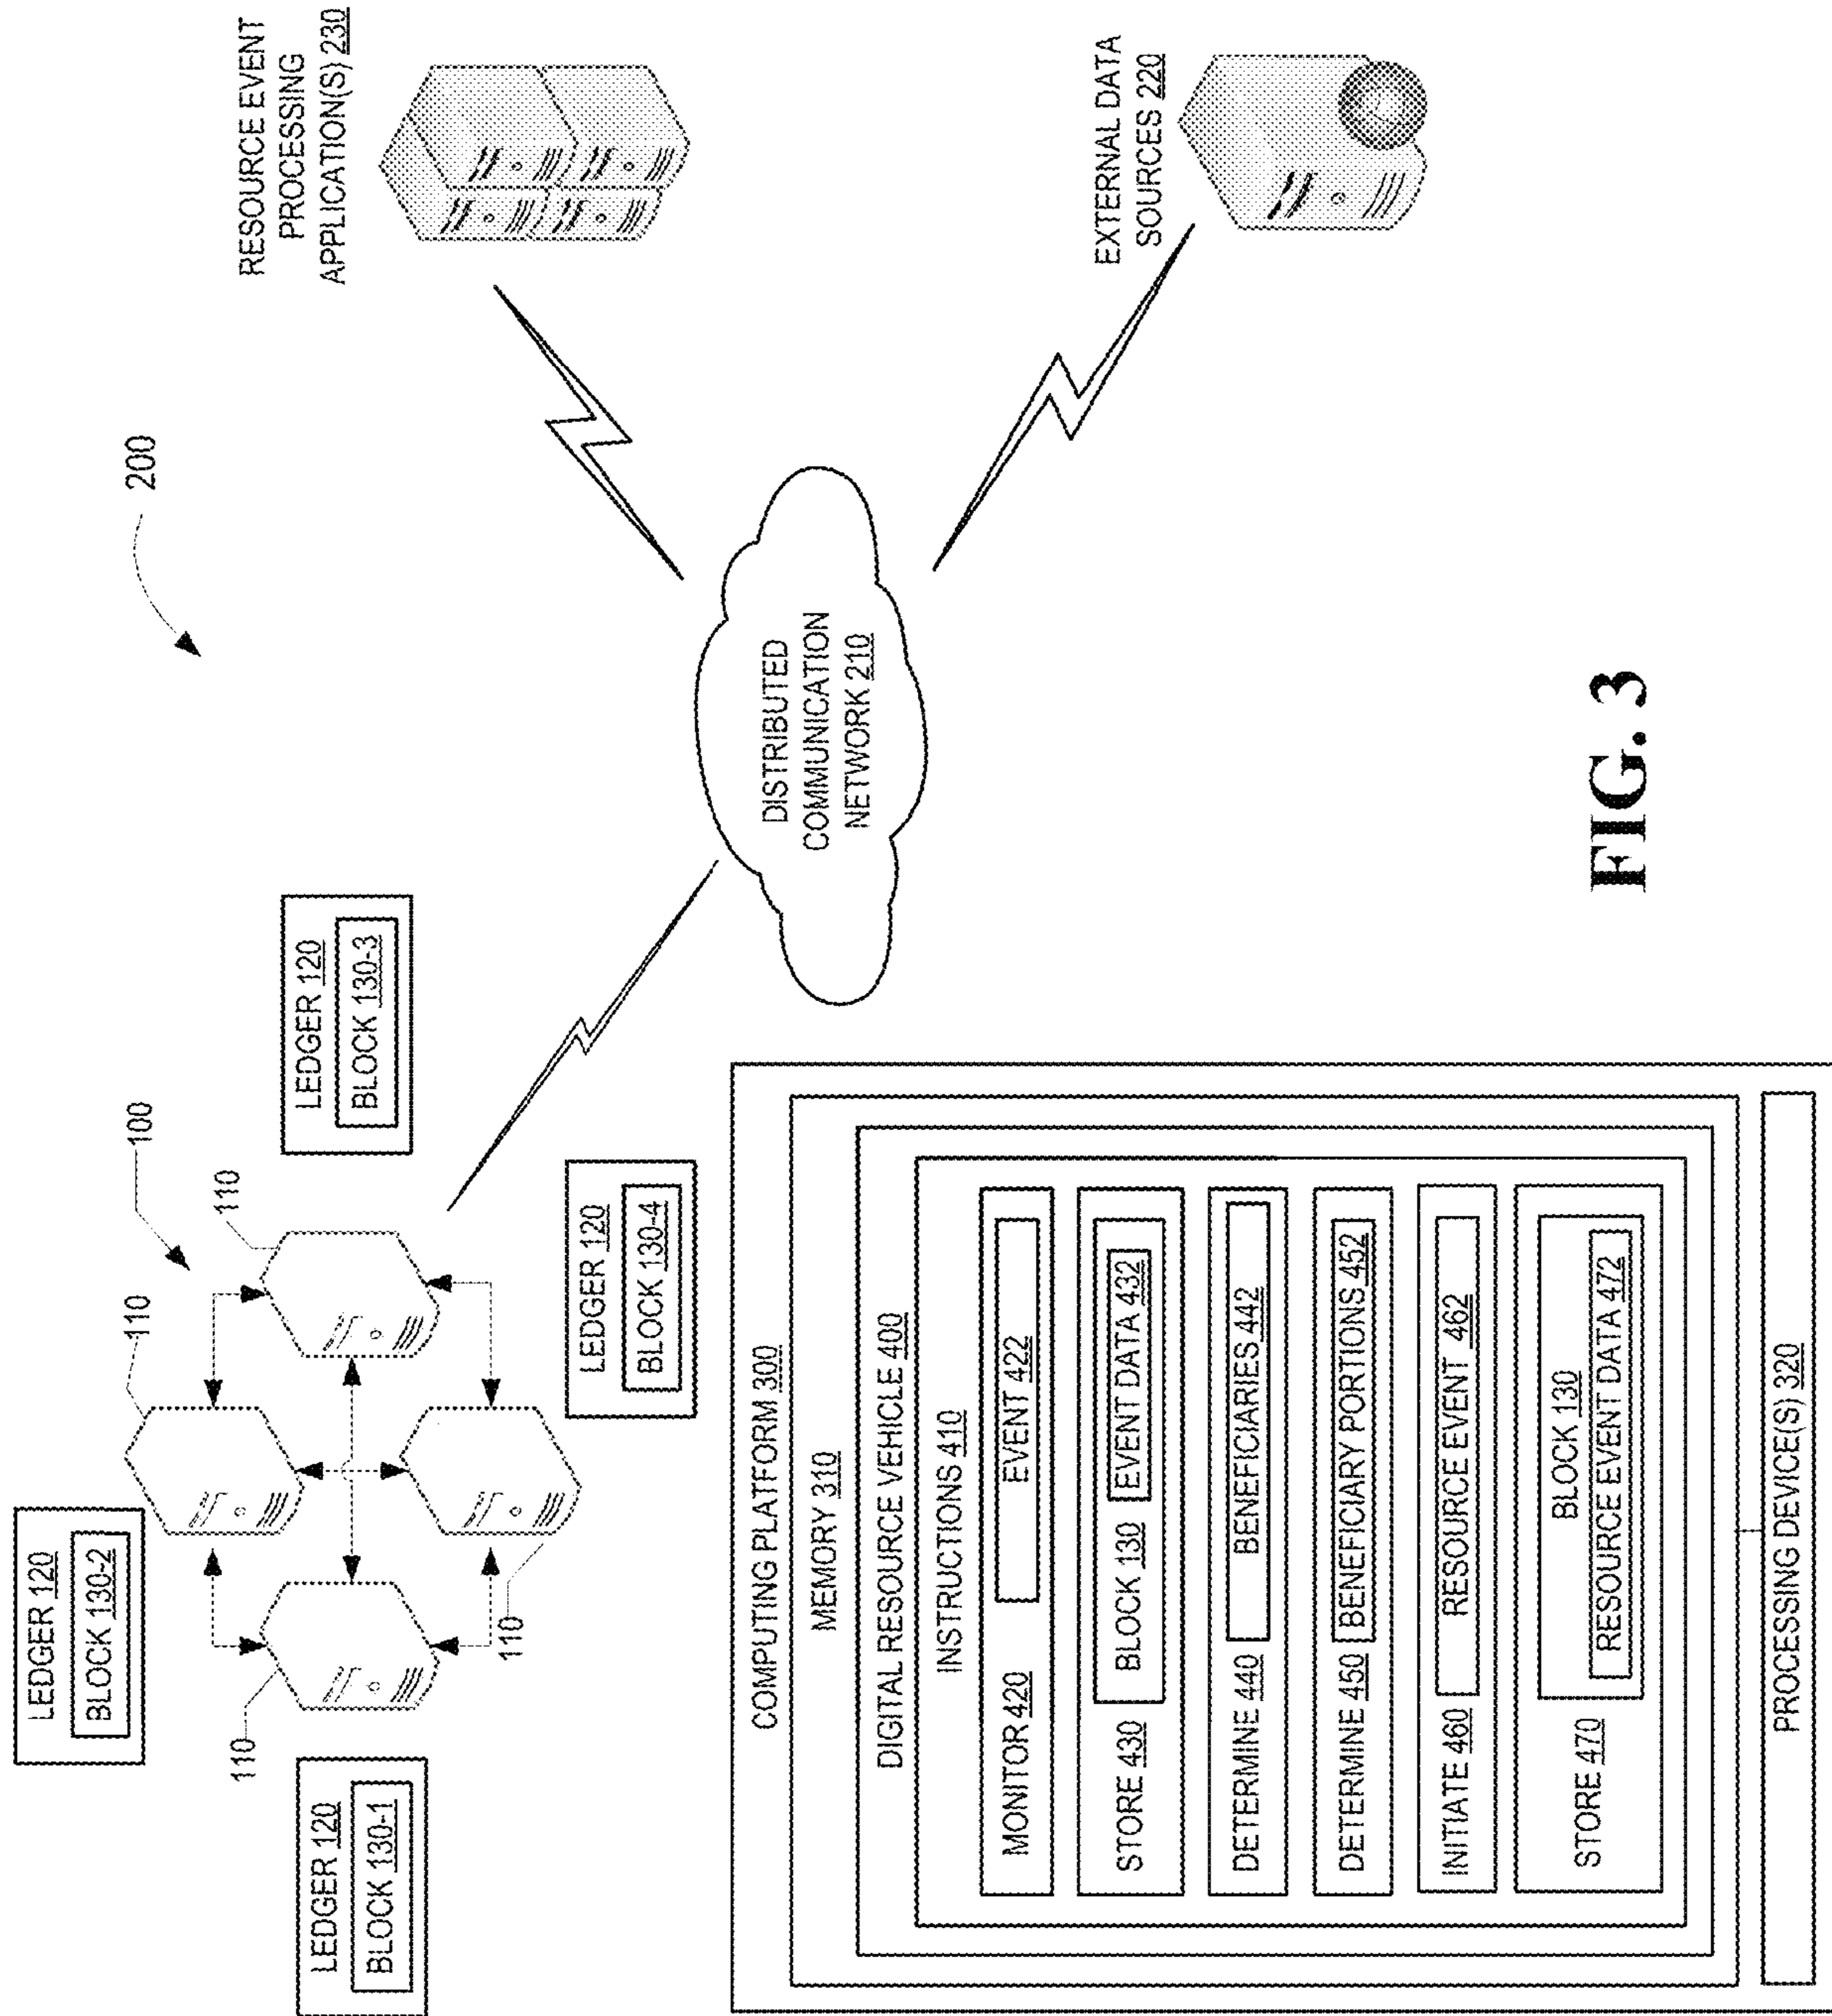 200
RESOURCE EVENT
PROCESSING
APPLICATION(S) 230
EXTERNAL DATA
SOURCES 220
DISTRIBUTED
COMMUNICATION
NETWORK 210
100
110
110
110
110
LEDGER 120
BLOCK 130-1
LEDGER 120
BLOCK 130-2
LEDGER 120
BLOCK 130-3
LEDGER 120
BLOCK 130-4
COMPUTING PLATFORM 300
MEMORY 310
DIGITAL RESOURCE VEHICLE 400
INSTRUCTIONS 410
MONITOR 420 EVENT 422
STORE 430 BLOCK 130 EVENT DATA 432
DETERMINE 440 BENEFICIARIES 442
DETERMINE 450 BENEFICIARY PORTIONS 452
INITIATE 460 RESOURCE EVENT 462
STORE 470 BLOCK 130
RESOURCE EVENT DATA 472
PROCESSING DEVICE(S) 320
FIG. 3